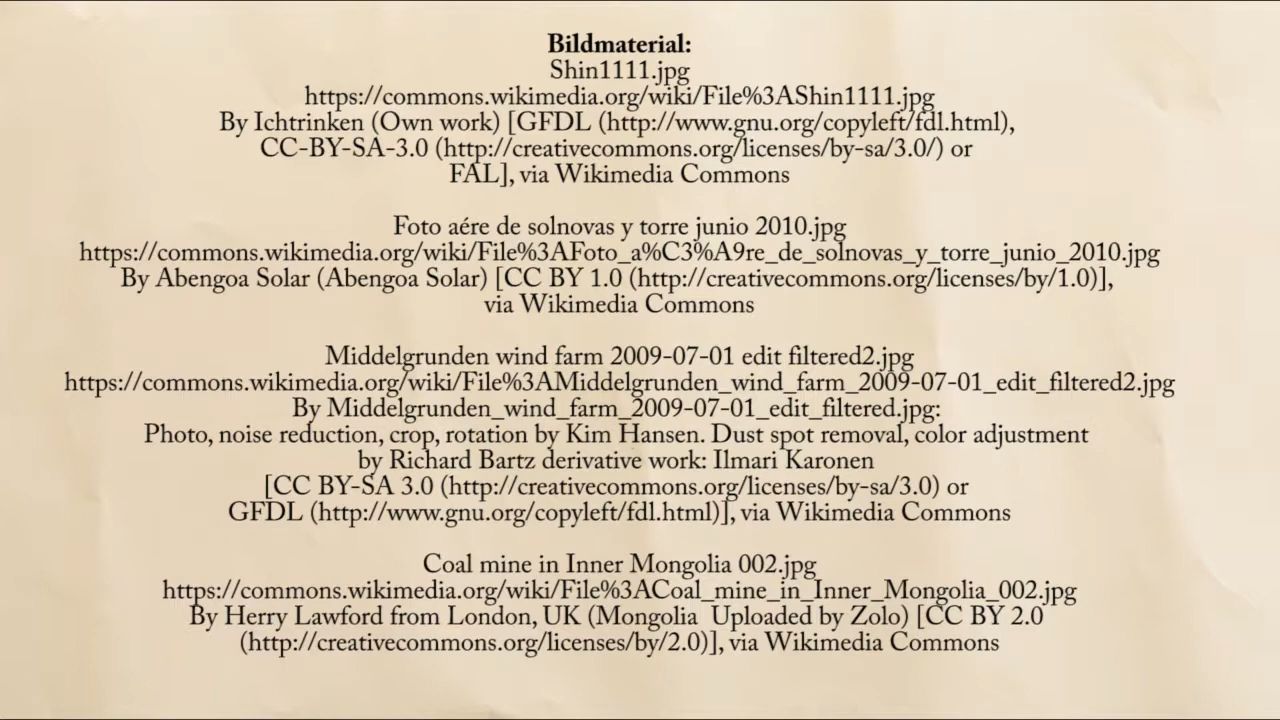 Bildmaterial:
Shin1111.jpg
https://commons.wikimedia.org/wiki/File%3AShin1111.jpg
By Ichtrinken (Own work) [GFDL (http://www.gnu.org/copyleft/fdl.html),
CC-BY-SA-3.0 (http://creativecommons.org/licenses/by-sa/3.0/) or
FAL], via Wikimedia Commons
Foto aére de solnovas y torre junio 2010.jpg
https://commons.wikimedia.org/wiki/File%3AFoto_a%C3%A9re_de_solnovas_y_torre_junio_2010.jpg
By Abengoa Solar (Abengoa Solar) [CC BY 1.0 (http://creativecommons.org/licenses/by/1.0)],
via Wikimedia Commons
Middelgrunden wind farm 2009-07-01 edit filtered2.jpg
https://commons.wikimedia.org/wiki/File%3AMiddelgrunden_wind_farm_2009-07-01_edit_filtered2.jpg
By Middelgrunden_wind_farm_2009-07-01_edit_filtered.jpg:
Photo, noise reduction, crop, rotation by Kim Hansen. Dust spot removal, color adjustment
by Richard Bartz derivative work: Ilmari Karonen
[CC BY-SA 3.0 (http://creativecommons.org/licenses/by-sa/3.0) or
GFDL (http://www.gnu.org/copyleft/fdl.html)], via Wikimedia Commons
Coal mine in Inner Mongolia 002.jpg
https://commons.wikimedia.org/wiki/File%3ACoal_mine_in_Inner_Mongolia_002.jpg
By Herry Lawford from London, UK (Mongolia  Uploaded by Zolo) [CC BY 2.0
(http://creativecommons.org/licenses/by/2.0)], via Wikimedia Commons